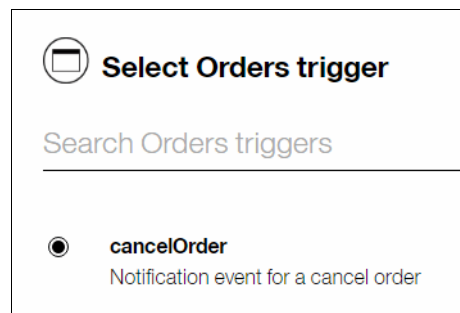 Select Orders trigger
Search Orders triggers
cancelOrder
Notification event for a cancel order